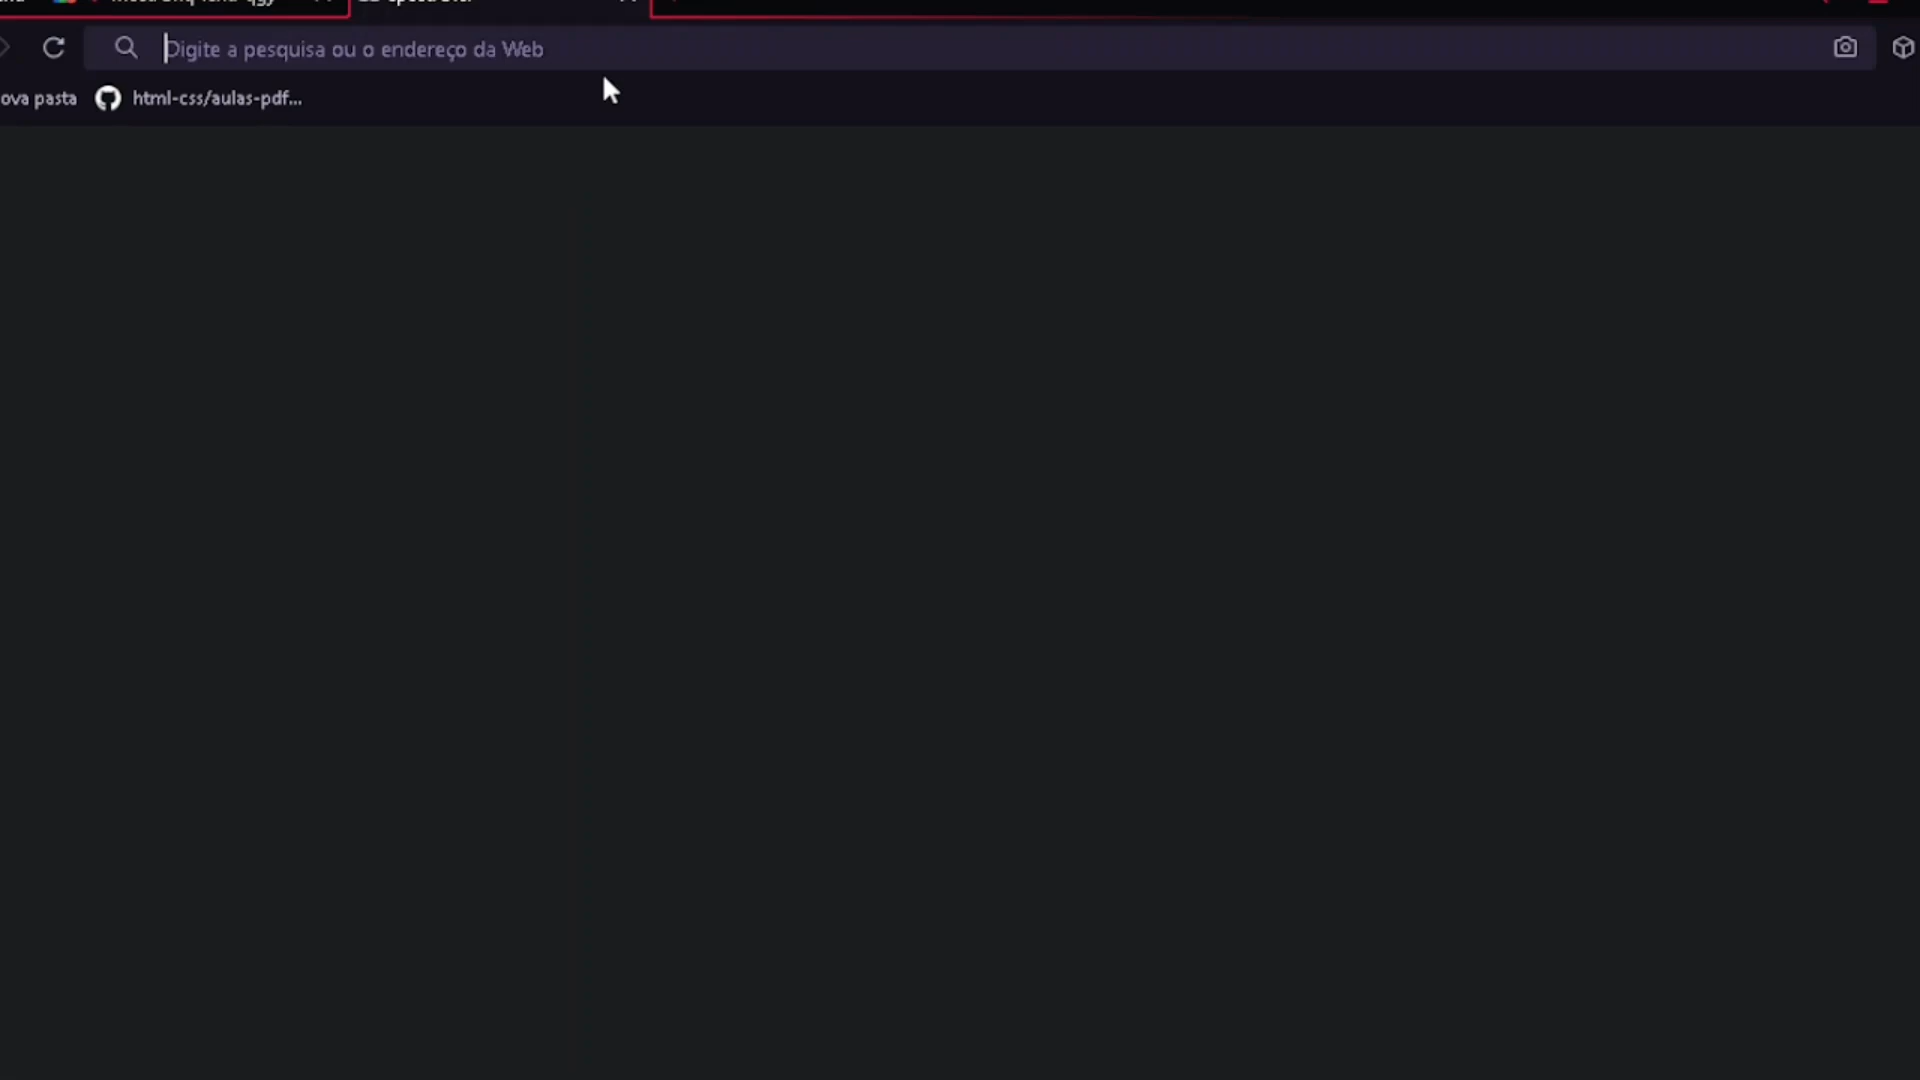 Digite a pesquisa ou o endereço da Web
ova pasta
html-css/aulas-pdf...